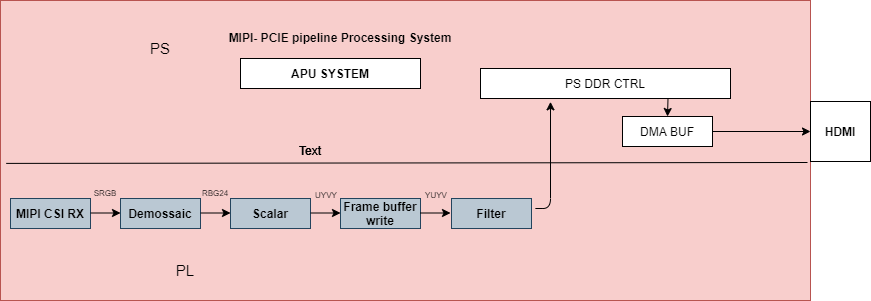 MIPI- PCIE pipeline Processing System
PS
APU SYSTEM
PS DDR CTRL
DMA BUF
HDMI
Text
SRGB
RBG24
UYVY
YUYV
MIPI CSI RX
Demossaic
Scalar
Frame buffer
write
Filter
PL